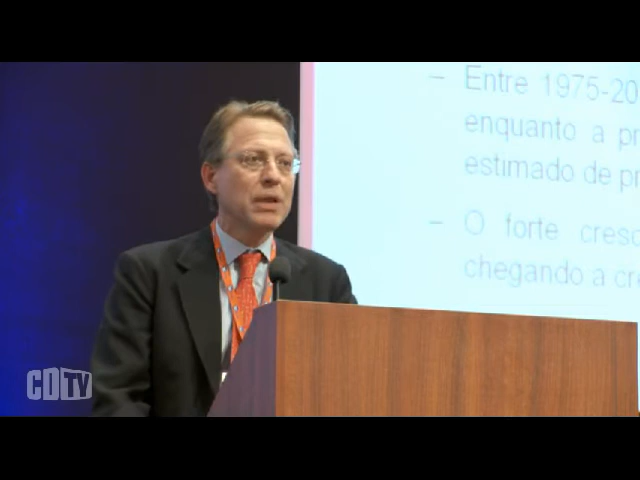 – Entre 1975-20
enquanto a pr
estimado de pr
– O forte cresc
chegando a cre
CDTV